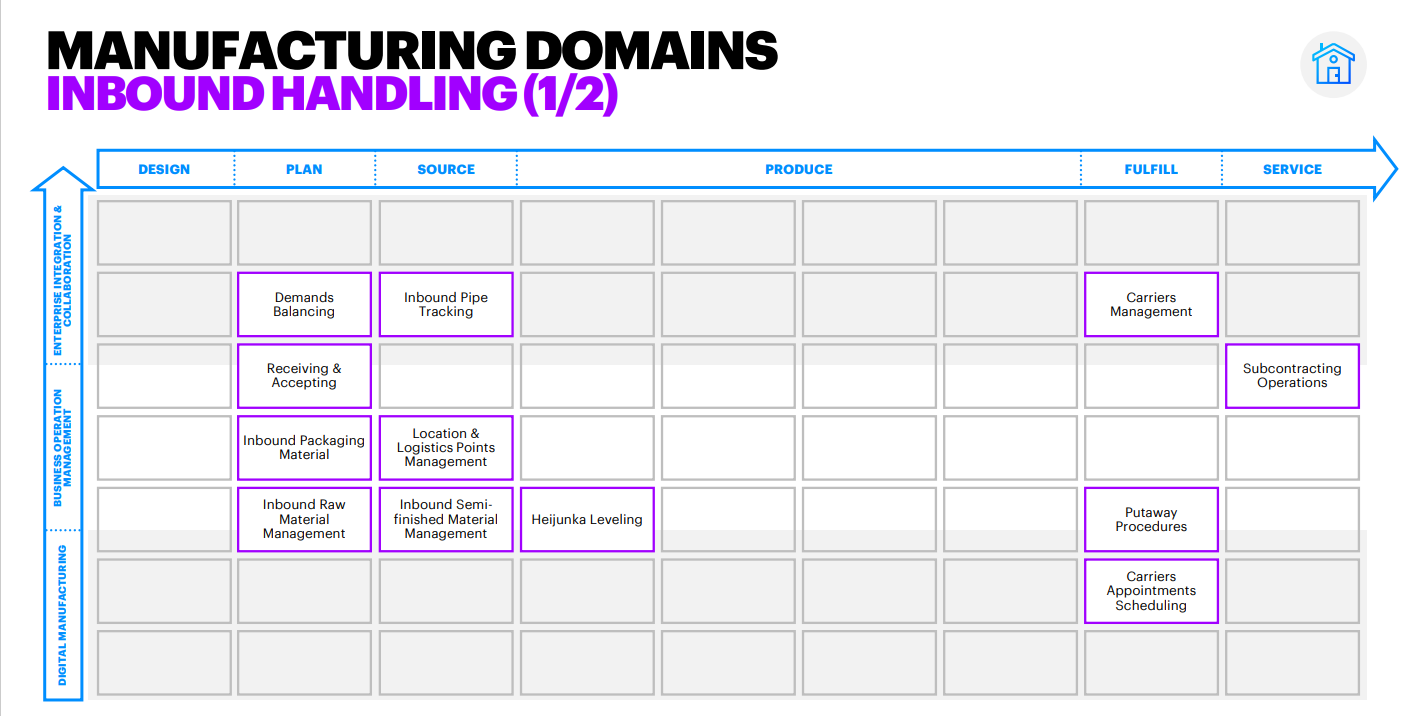 MANUFACTURING DOMAINS
INBOUND HANDLING (1/2)
DESIGN
PLAN
SOURCE
PRODUCE
FULFILL
SERVICE
ENTERPRISE INTEGRATION &
COLLABORATION
Demands
Balancing
Inbound Pipe
Tracking
Carriers
Management
Receiving &
Accepting
Subcontracting
Operations
BUSINESS OPERATION
MANAGEMENT
Inbound Packaging
Material
Location &
Logistics Points
Management
Inbound Raw
Material
Management
Inbound Semi-
finished Material
Management
Heijunka Leveling
Putaway
Procedures
DIGITAL MANUFACTURING
Carriers
Appointments
Scheduling